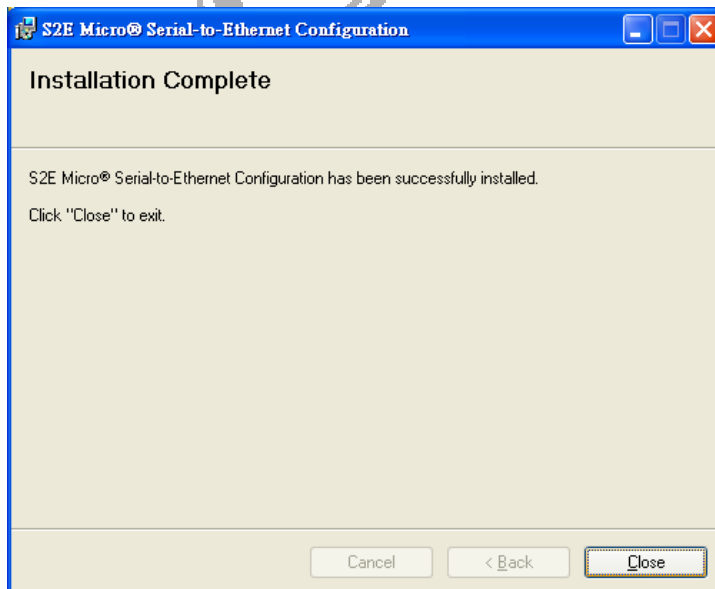 S2E Micro® Serial-to-Ethernet Configuration
Installation Complete
S2E Micro® Serial-to-Ethernet Configuration has been successfully installed.
Click "Close" to exit.
Cancel
< Back
Close